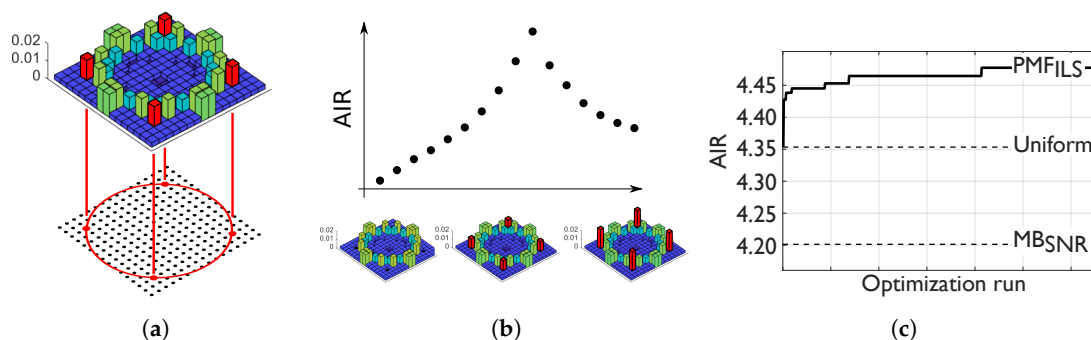 0.02
0.01
0
(a)
AIR
0.02
0.01
0
0.02
0.01
0
0.02
0.01
0
(b)
AIR
4.45
4.40
4.35
4.30
4.25
4.20
PMF_ILS
Uniform
MB_SNR
Optimization run
(c)